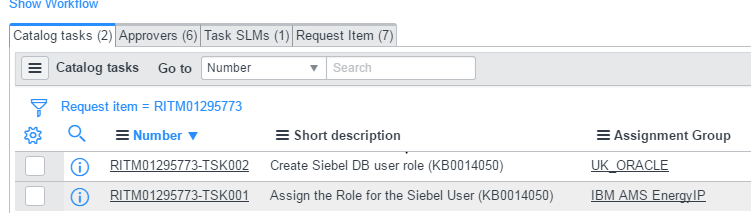 Show Workflow
Catalog tasks (2) Approvers (6) Task SLMs (1) Request Item (7)
Catalog tasks Go to Number Search
Request item = RITM01295773
Number Short description Assignment Group
RITM01295773-TSK002 Create Siebel DB user role (KB0014050) UK_ORACLE
RITM01295773-TSK001 Assign the Role for the Siebel User (KB0014050) IBM AMS EnergyIP